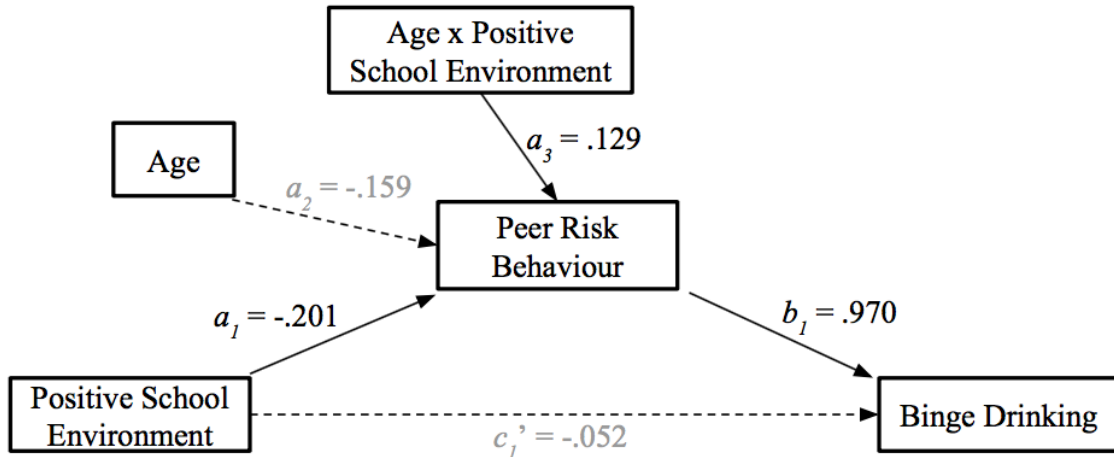 Age x Positive
School Environment
a3 = .129
Age
a2 = -.159
Peer Risk
Behaviour
a1 = -.201
b1 = .970
Positive School
Environment
c1’ = -.052
Binge Drinking